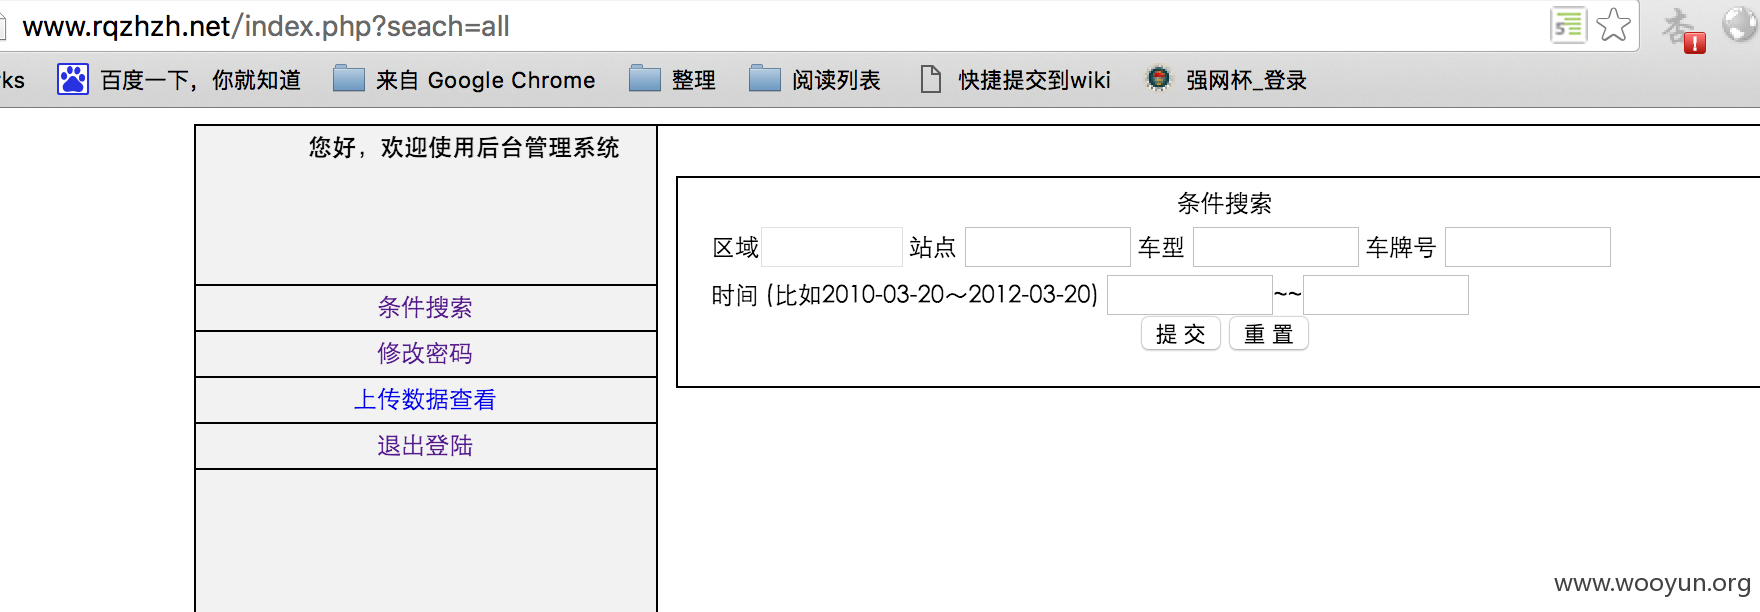 www.rqzhzh.net/index.php?seach=all
ks 百度一下，你就知道 来自 Google Chrome 整理 阅读列表 快捷提交到wiki 强网杯_登录
您好，欢迎使用后台管理系统
条件搜索
修改密码
上传数据查看
退出登陆
条件搜索
区域 站点 车型 车牌号
时间 (比如2010-03-20～2012-03-20) ~~
提 交 重 置
www.wooyun.org